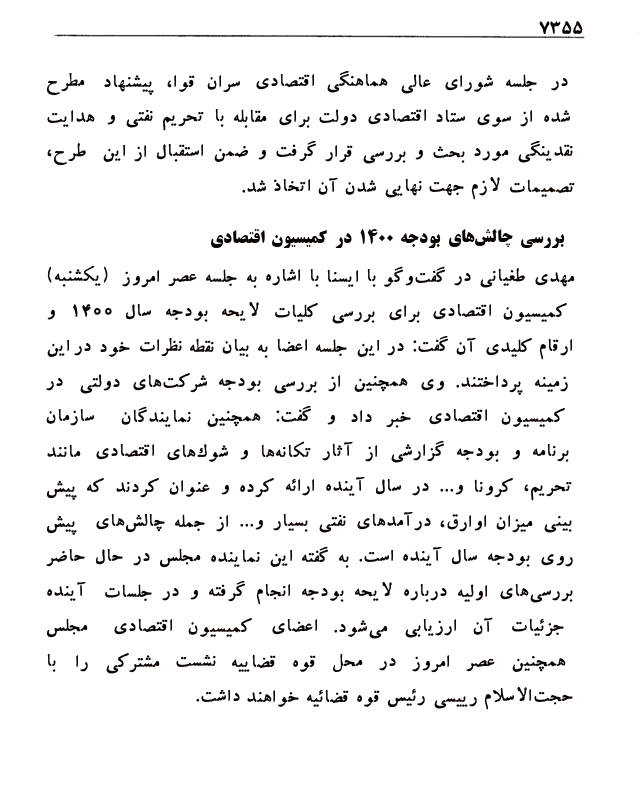 ۷۳۵۵
در جلسه شورای عالی هماهنگی اقتصادی سران قوا، پیشنهاد مطرح
شده از سوی ستاد اقتصادی دولت برای مقابله با تحریم نفتی و هدایت
نقدینگی مورد بحث و بررسی قرار گرفت و ضمن استقبال از این طرح،
تصمیمات لازم جهت نهایی شدن آن اتخاذ شد.
بررسی چالش‌های بودجه ۱۴۰۰ در کمیسیون اقتصادی
مهدی طغیانی در گفت‌وگو با ایسنا با اشاره به جلسه عصر امروز (یکشنبه)
کمیسیون اقتصادی برای بررسی کلیات لایحه بودجه سال ۱۴۰۰ و
ارقام کلیدی آن گفت: در این جلسه اعضا به بیان نقطه نظرات خود در این
زمینه پرداختند. وی همچنین از بررسی بودجه شرکت‌های دولتی در
کمیسیون اقتصادی خبر داد و گفت: همچنین نمایندگان سازمان
برنامه و بودجه گزارشی از آثار تکانه‌ها و شوك‌های اقتصادی مانند
تحریم، کرونا و... در سال آینده ارائه کرده و عنوان کردند که پیش
بینی میزان اوارق، درآمدهای نفتی بسیار و... از جمله چالش‌های پیش
روی بودجه سال آینده است. به گفته این نماینده مجلس در حال حاضر
بررسی‌های اولیه درباره لایحه بودجه انجام گرفته و در جلسات آینده
جزئیات آن ارزیابی می‌شود. اعضای کمیسیون اقتصادی مجلس
همچنین عصر امروز در محل قوه قضاییه نشست مشترکی را با
حجت‌الاسلام رییسی رئیس قوه قضائیه خواهند داشت.